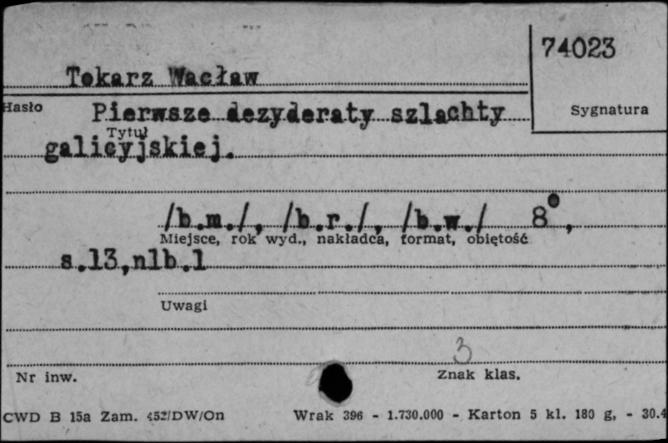 74023
Tokarz Wacław
Hasło
Sygnatura
Pierwsze dezyderaty szlachty
Tytuł
galicyjskiej.
/b.m./, /b.r./, /b.w./ 8°,
Miejsce, rok wyd., nakładca, format, objętość
s.13,nlb.1
Uwagi
3
Nr inw.
Znak klas.
CWD B 15a Zam. 452/DW/On Wrak 396 - 1.730.000 - Karton 5 kl. 180 g, - 30.4